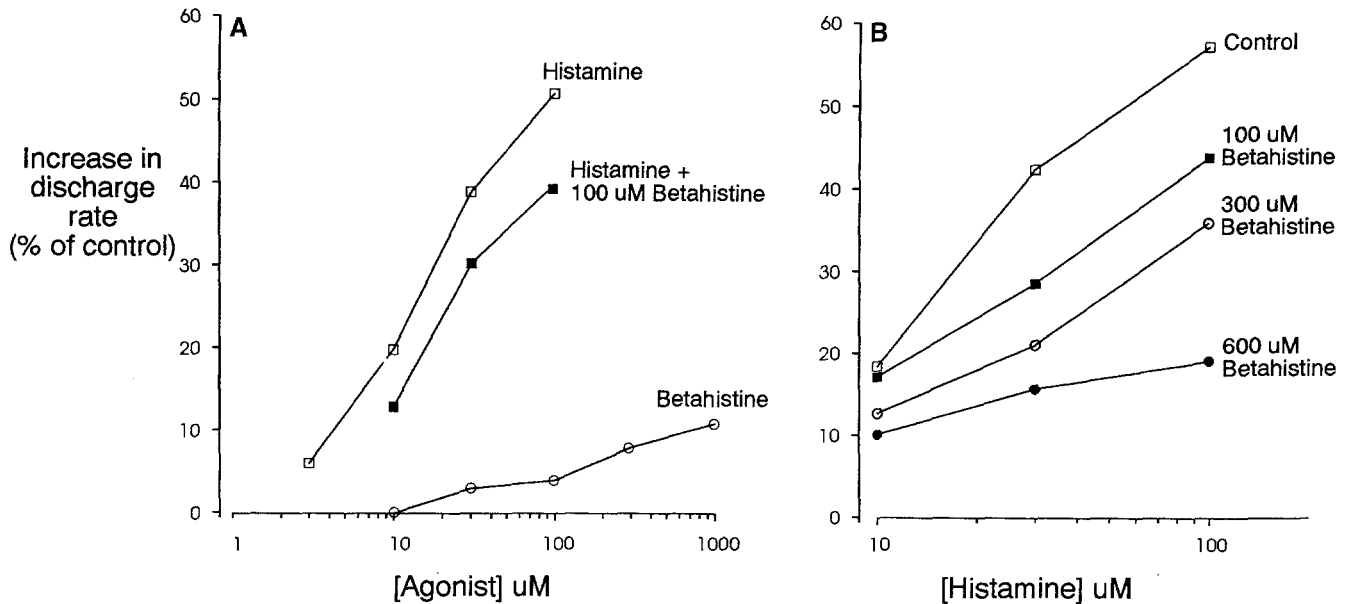 A
Increase in
discharge
rate
(% of control)
60
50
40
30
20
10
0
Histamine
Histamine +
100 uM Betahistine
Betahistine
1
10
100
1000
[Agonist] uM
B
60
50
40
30
20
10
0
Control
100 uM
Betahistine
300 uM
Betahistine
600 uM
Betahistine
10
100
[Histamine] uM